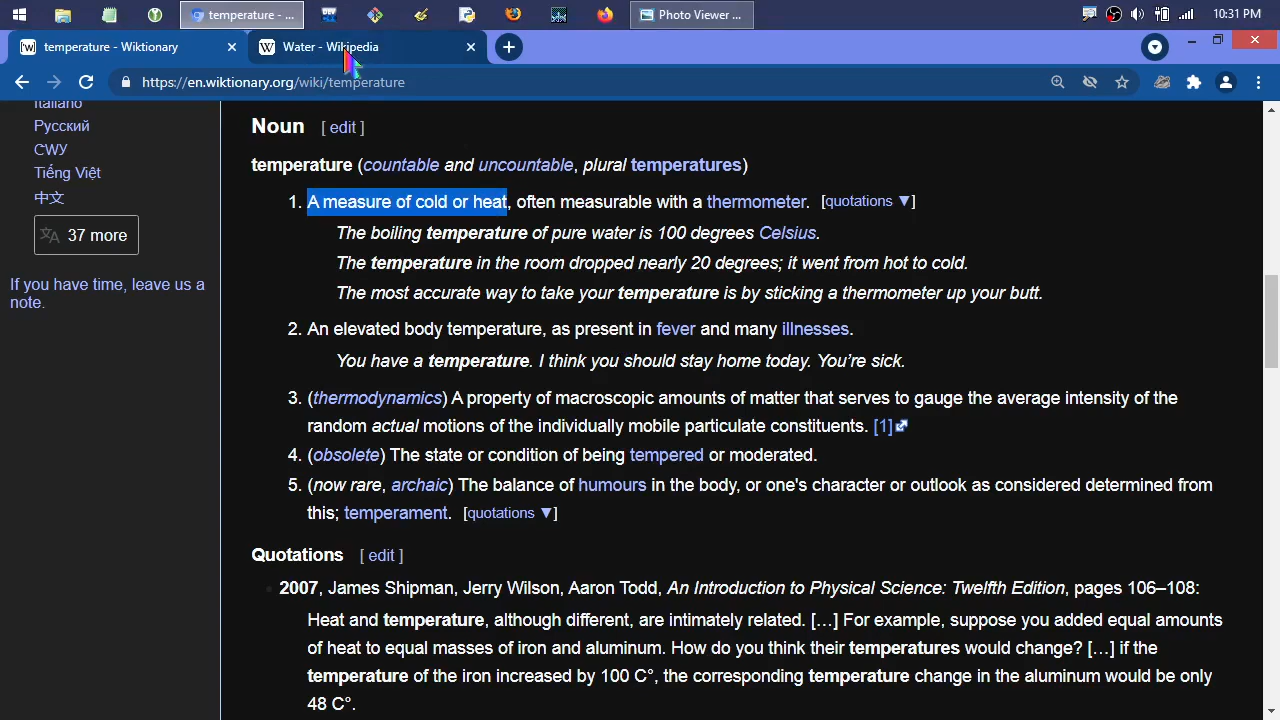 temperature - ...
Photo Viewer ...
10:31 PM
temperature - Wiktionary
Water - Wikipedia
https://en.wiktionary.org/wiki/temperature
Italiano
Русский
သျှမ်း
Tiếng Việt
中文
37 more
If you have time, leave us a
note.
Noun [ edit ]
temperature (countable and uncountable, plural temperatures)
1. A measure of cold or heat, often measurable with a thermometer. [quotations ▼]
The boiling temperature of pure water is 100 degrees Celsius.
The temperature in the room dropped nearly 20 degrees; it went from hot to cold.
The most accurate way to take your temperature is by sticking a thermometer up your butt.
2. An elevated body temperature, as present in fever and many illnesses.
You have a temperature. I think you should stay home today. You’re sick.
3. (thermodynamics) A property of macroscopic amounts of matter that serves to gauge the average intensity of the
random actual motions of the individually mobile particulate constituents. [1]
4. (obsolete) The state or condition of being tempered or moderated.
5. (now rare, archaic) The balance of humours in the body, or one's character or outlook as considered determined from
this; temperament. [quotations ▼]
Quotations [ edit ]
2007, James Shipman, Jerry Wilson, Aaron Todd, An Introduction to Physical Science: Twelfth Edition, pages 106–108:
Heat and temperature, although different, are intimately related. […] For example, suppose you added equal amounts
of heat to equal masses of iron and aluminum. How do you think their temperatures would change? […] if the
temperature of the iron increased by 100 C°, the corresponding temperature change in the aluminum would be only
48 C°.